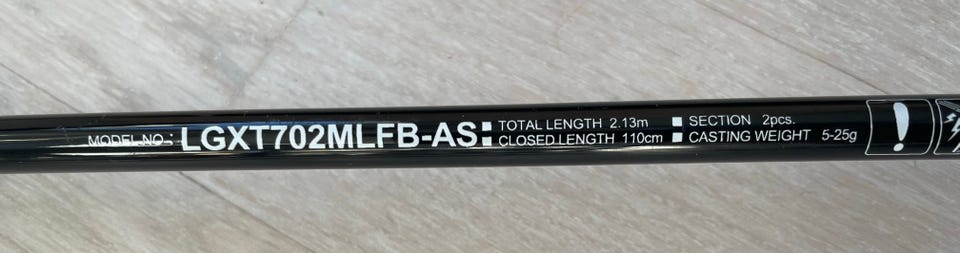 MODEL NO.: LGXT702MLFB-AS
■ TOTAL LENGTH 2.13m ■ SECTION 2pcs.
■ CLOSED LENGTH 110cm ■ CASTING WEIGHT 5-25g
!